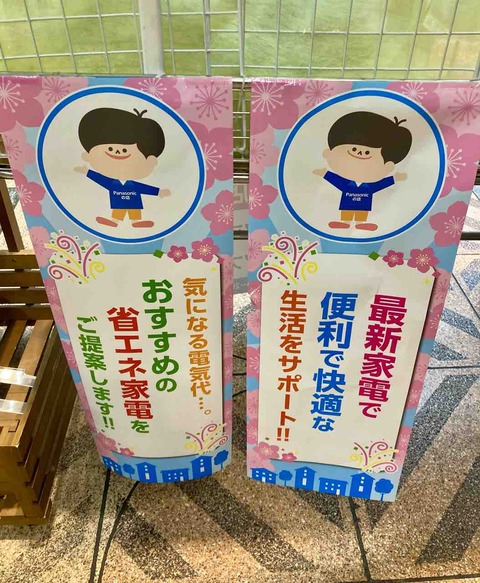 Panasonic
の店
気になる電気代…。
おすすめの
省エネ家電を
ご提案します!!
Panasonic
の店
最新家電で
便利で快適な
生活をサポート!!